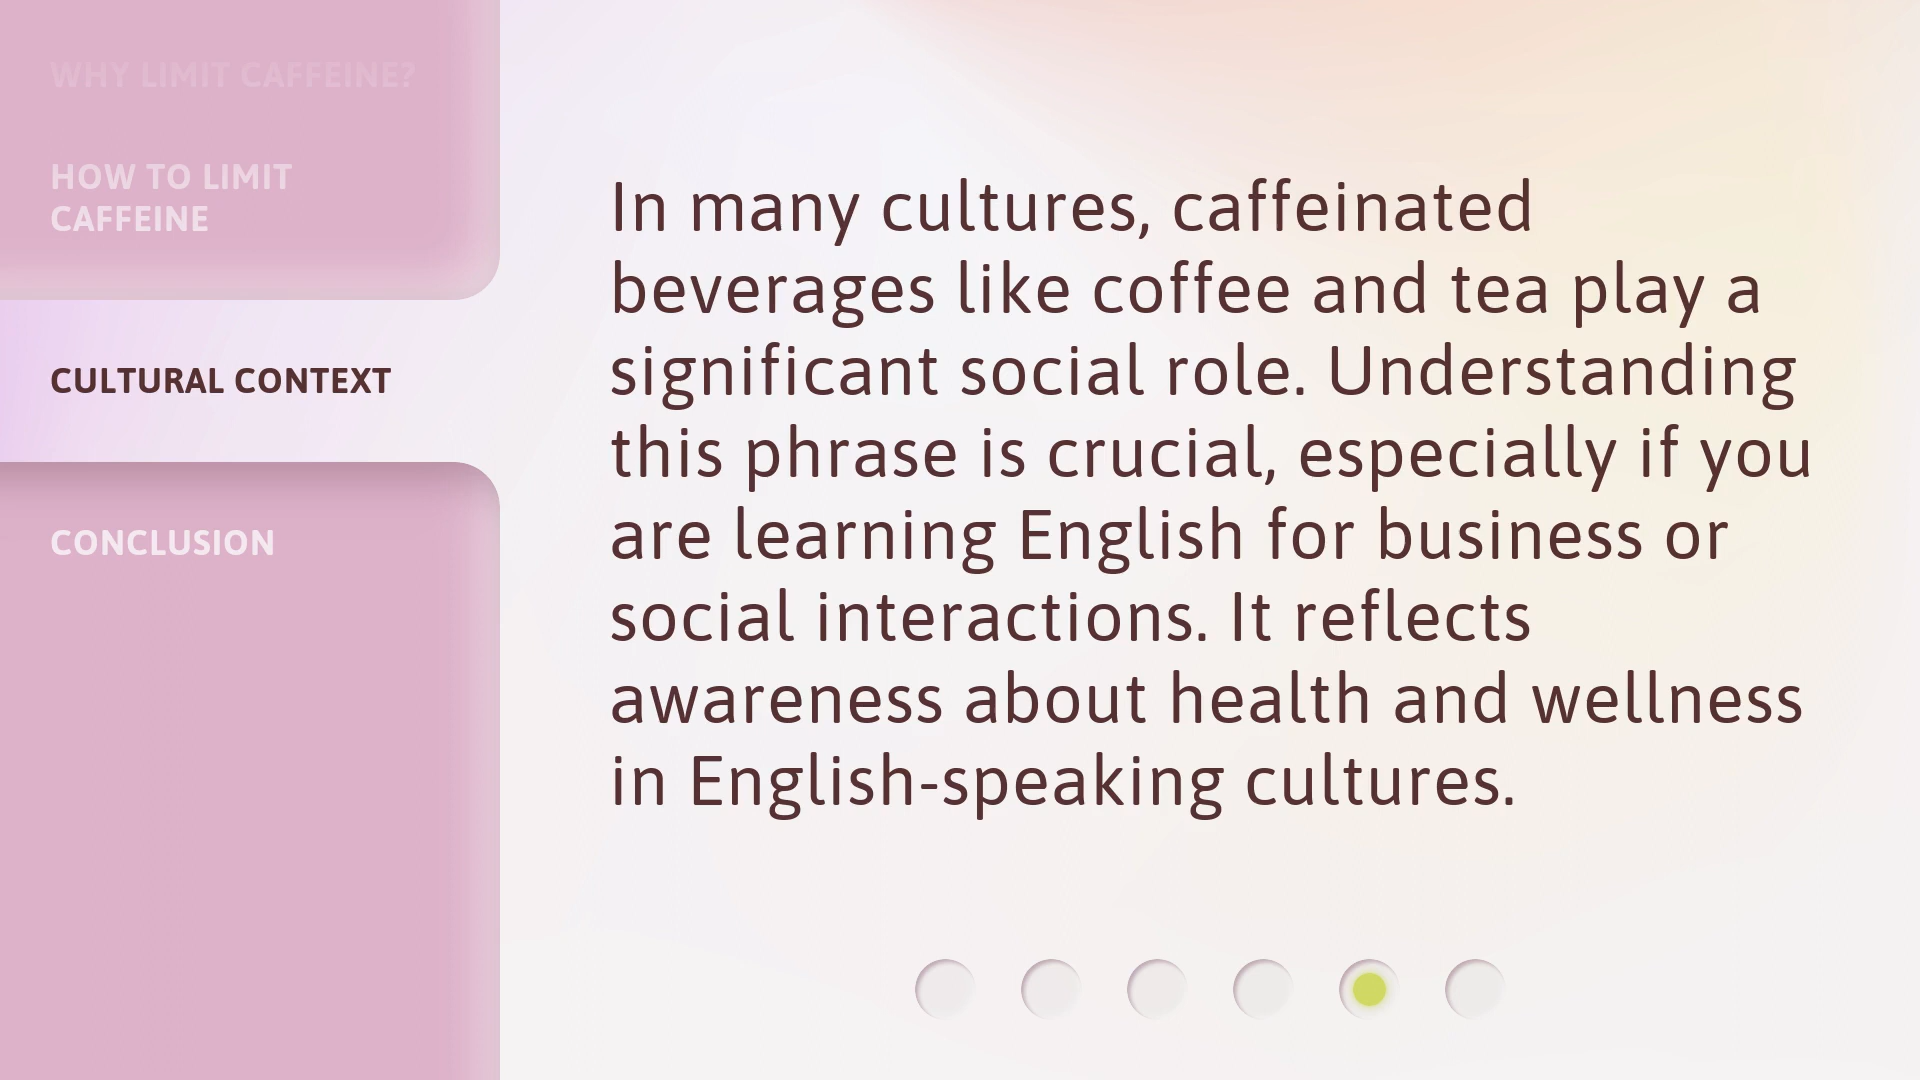 WHY LIMIT CAFFEINE?
HOW TO LIMIT
CAFFEINE
CULTURAL CONTEXT
CONCLUSION
In many cultures, caffeinated
beverages like coffee and tea play a
significant social role. Understanding
this phrase is crucial, especially if you
are learning English for business or
social interactions. It reflects
awareness about health and wellness
in English-speaking cultures.